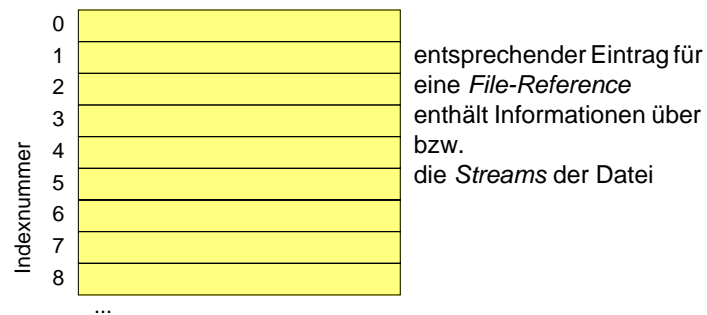 0
1
2
3
4
5
6
7
8
...
Indexnummer
entsprechender Eintrag für
eine File-Reference
enthält Informationen über
bzw.
die Streams der Datei